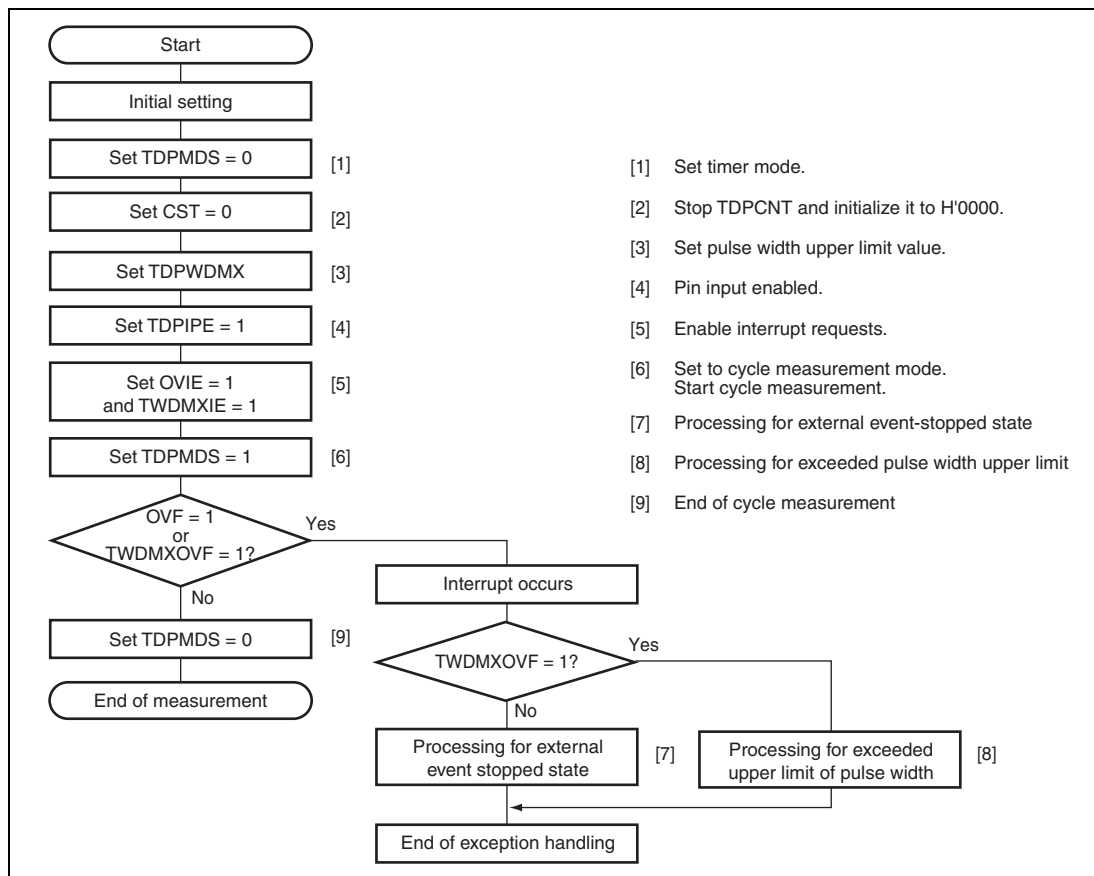 Start
Initial setting
Set TDPMDS = 0
[1]
Set CST = 0
[2]
Set TDPWDMX
[3]
Set TDPIPE = 1
[4]
Set OVIE = 1
and TWDMXIE = 1
[5]
Set TDPMDS = 1
[6]
OVF = 1
or
TWDMXOVF = 1?
Yes
No
Set TDPMDS = 0
[9]
End of measurement
Interrupt occurs
TWDMXOVF = 1?
Yes
No
Processing for external
event stopped state
[7]
Processing for exceeded
upper limit of pulse width
[8]
End of exception handling
[1] Set timer mode.
[2] Stop TDPCNT and initialize it to H'0000.
[3] Set pulse width upper limit value.
[4] Pin input enabled.
[5] Enable interrupt requests.
[6] Set to cycle measurement mode.
Start cycle measurement.
[7] Processing for external event-stopped state
[8] Processing for exceeded pulse width upper limit
[9] End of cycle measurement